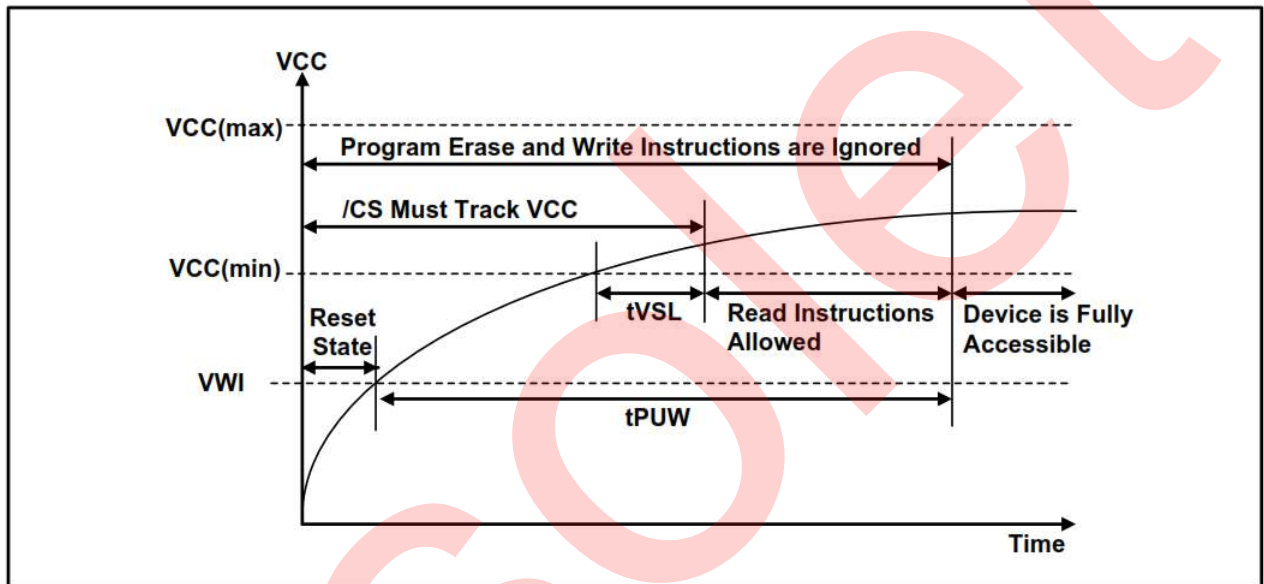 VCC
VCC(max)
Program Erase and Write Instructions are Ignored
/CS Must Track VCC
VCC(min)
Reset
State
tVSL
Read Instructions
Allowed
Device is Fully
Accessible
VWI
tPUW
Time
solet